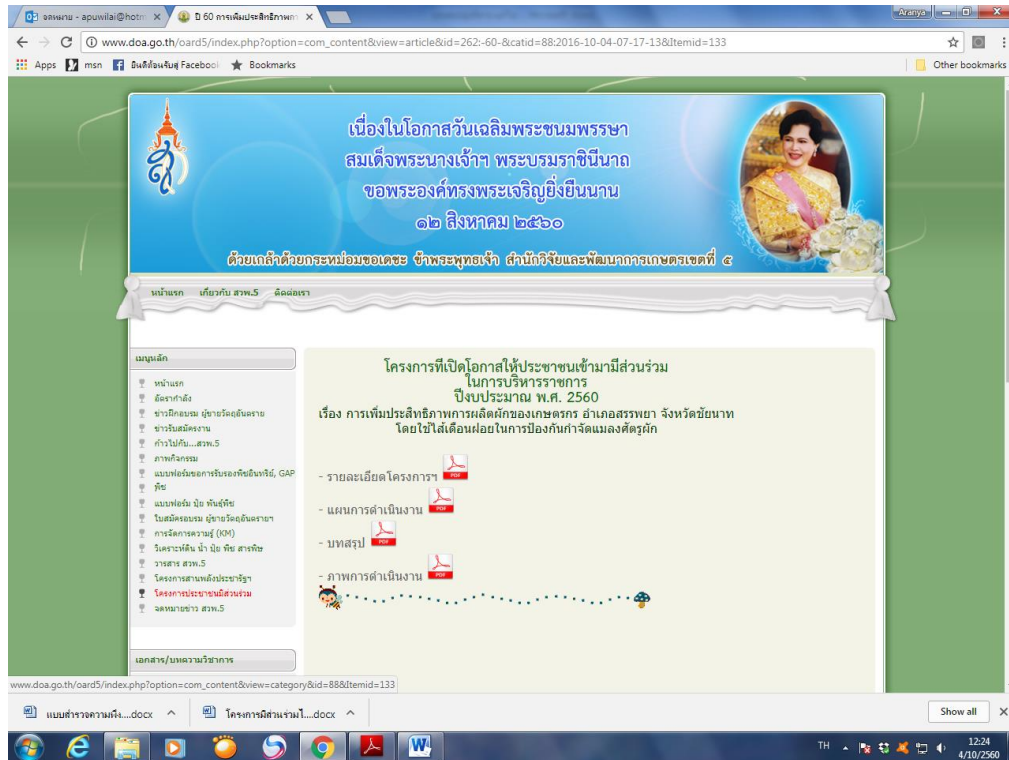 จดหมาย - apuwilai@hotm
ปี 60 การเพิ่มประสิทธิภาพกา
Aranya
www.doa.go.th/oard5/index.php?option=com_content&view=article&id=262:-60-&catid=88:2016-10-04-07-17-13&Itemid=133
Apps msn ยินดีต้อนรับสู่ Facebook Bookmarks Other bookmarks
เนื่องในโอกาสวันเฉลิมพระชนมพรรษา
สมเด็จพระนางเจ้าฯ พระบรมราชินีนาถ
ขอพระองค์ทรงพระเจริญยิ่งยืนนาน
๑๒ สิงหาคม ๒๕๖๐
ด้วยเกล้าด้วยกระหม่อมขอเดชะ ข้าพระพุทธเจ้า สำนักวิจัยและพัฒนาการเกษตรเขตที่ ๕
หน้าแรก เกี่ยวกับ สวพ.5 ติดต่อเรา
เมนูหลัก
หน้าแรก
อัตรากำลัง
ข่าวฝึกอบรม ผู้ขายวัตถุอันตราย
ข่าวรับสมัครงาน
ก้าวไปกับ...สวพ.5
ภาพกิจกรรม
แบบฟอร์มขอการรับรองพืชอินทรีย์, GAP
พืช
แบบฟอร์ม ปุ๋ย พันธุ์พืช
ใบสมัครอบรม ผู้ขายวัตถุอันตรายฯ
การจัดการความรู้ (KM)
วิเคราะห์ดิน น้ำ ปุ๋ย พืช สารพิษ
วารสาร สวพ.5
โครงการสานพลังประชารัฐฯ
โครงการประชาชนมีส่วนร่วม
จดหมายข่าว สวพ.5
เอกสาร/บทความวิชาการ
โครงการที่เปิดโอกาสให้ประชาชนเข้ามามีส่วนร่วม
ในการบริหารราชการ
ปีงบประมาณ พ.ศ. 2560
เรื่อง การเพิ่มประสิทธิภาพการผลิตผักของเกษตรกร อำเภอสรรพยา จังหวัดชัยนาท
โดยใช้ไส้เดือนฝอยในการป้องกันกำจัดแมลงศัตรูผัก
- รายละเอียดโครงการฯ PDF
- แผนการดำเนินงาน PDF
- บทสรุป PDF
- ภาพการดำเนินงาน PDF
www.doa.go.th/oard5/index.php?option=com_content&view=category&id=88&Itemid=133
แบบสำรวจความพึง....docx
โครงการมีส่วนร่วมไ....docx
Show all
TH 12:24
4/10/2560